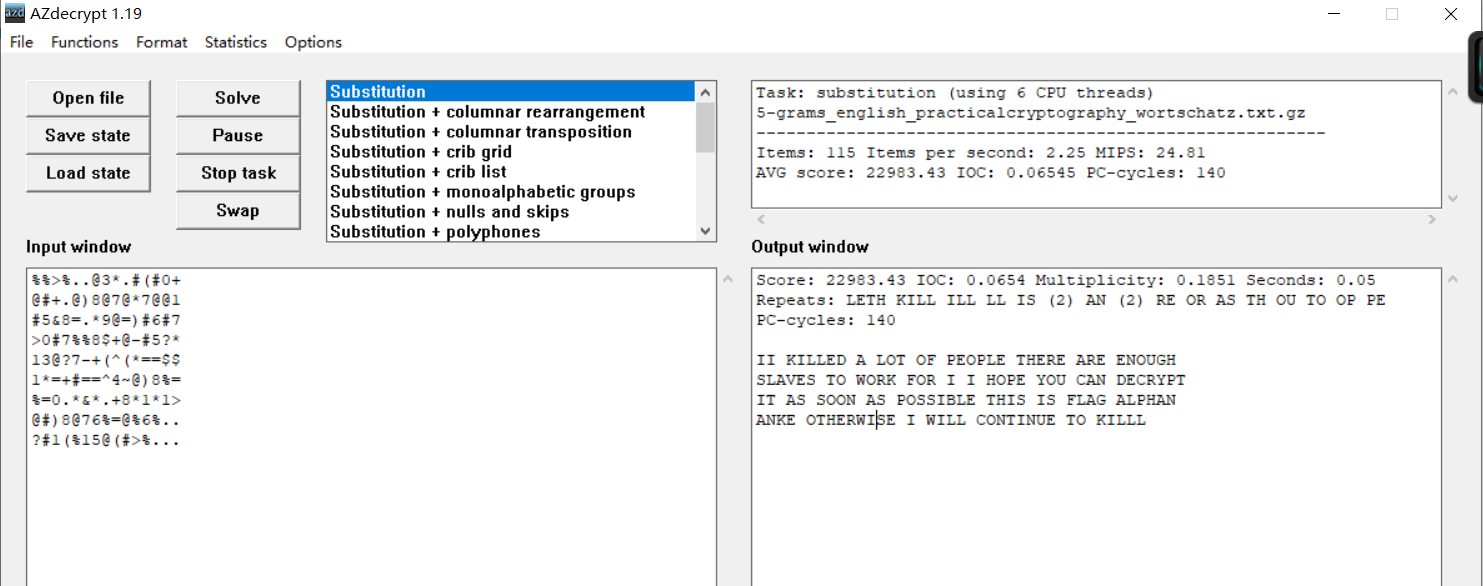 AZdecrypt 1.19
File Functions Format Statistics Options
Open file
Save state
Load state
Solve
Pause
Stop task
Swap
Substitution
Substitution + columnar rearrangement
Substitution + columnar transposition
Substitution + crib grid
Substitution + crib list
Substitution + monoalphabetic groups
Substitution + nulls and skips
Substitution + polyphones
Task: substitution (using 6 CPU threads)
5-grams_english_practicalcryptography_wortschatz.txt.gz
---------------------------------------------------------
Items: 115 Items per second: 2.25 MIPS: 24.81
AVG score: 22983.43 IOC: 0.06545 PC-cycles: 140
Input window
%%>%..@3*.#(#0+
@#+.@)8@7@*7@@1
#5&8=.*9@=)#6#7
>0#7%%8$+@-#5?*
13@?7-+(^(*==$$
1*=+#==^4~@)8%=
%=0.*&*.+8*1*1>
@#)8@76%=@%6%..
?#1(%15@(#>%...
Output window
Score: 22983.43 IOC: 0.0654 Multiplicity: 0.1851 Seconds: 0.05
Repeats: LETH KILL ILL LL IS (2) AN (2) RE OR AS TH OU TO OP PE
PC-cycles: 140
II KILLED A LOT OF PEOPLE THERE ARE ENOUGH
SLAVES TO WORK FOR I I HOPE YOU CAN DECRYPT
IT AS SOON AS POSSIBLE THIS IS FLAG ALPHAN
ANKE OTHERWISE I WILL CONTINUE TO KILLL